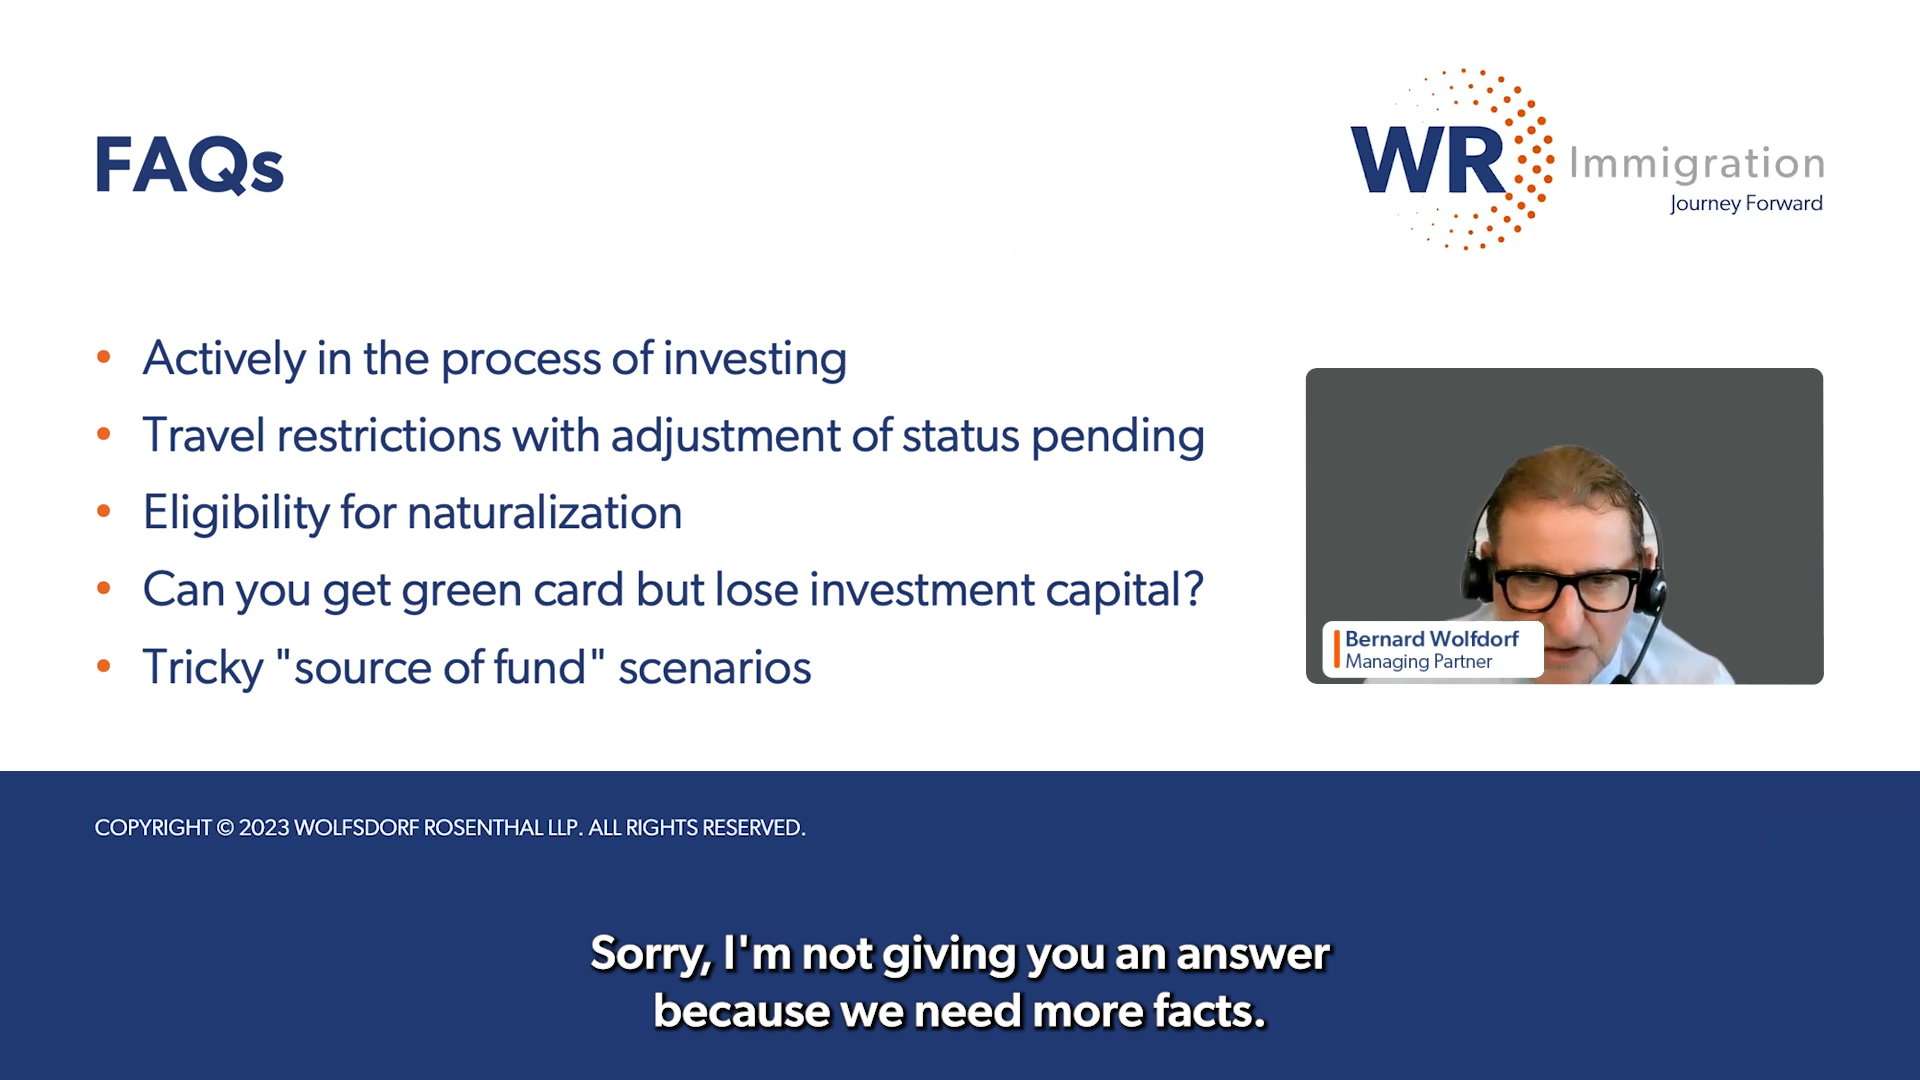 FAQs
WR Immigration
Journey Forward
• Actively in the process of investing
• Travel restrictions with adjustment of status pending
• Eligibility for naturalization
• Can you get green card but lose investment capital?
• Tricky "source of fund" scenarios
Bernard Wolfdorf
Managing Partner
COPYRIGHT © 2023 WOLFSDORF ROSENTHAL LLP. ALL RIGHTS RESERVED.
Sorry, I'm not giving you an answer
because we need more facts.